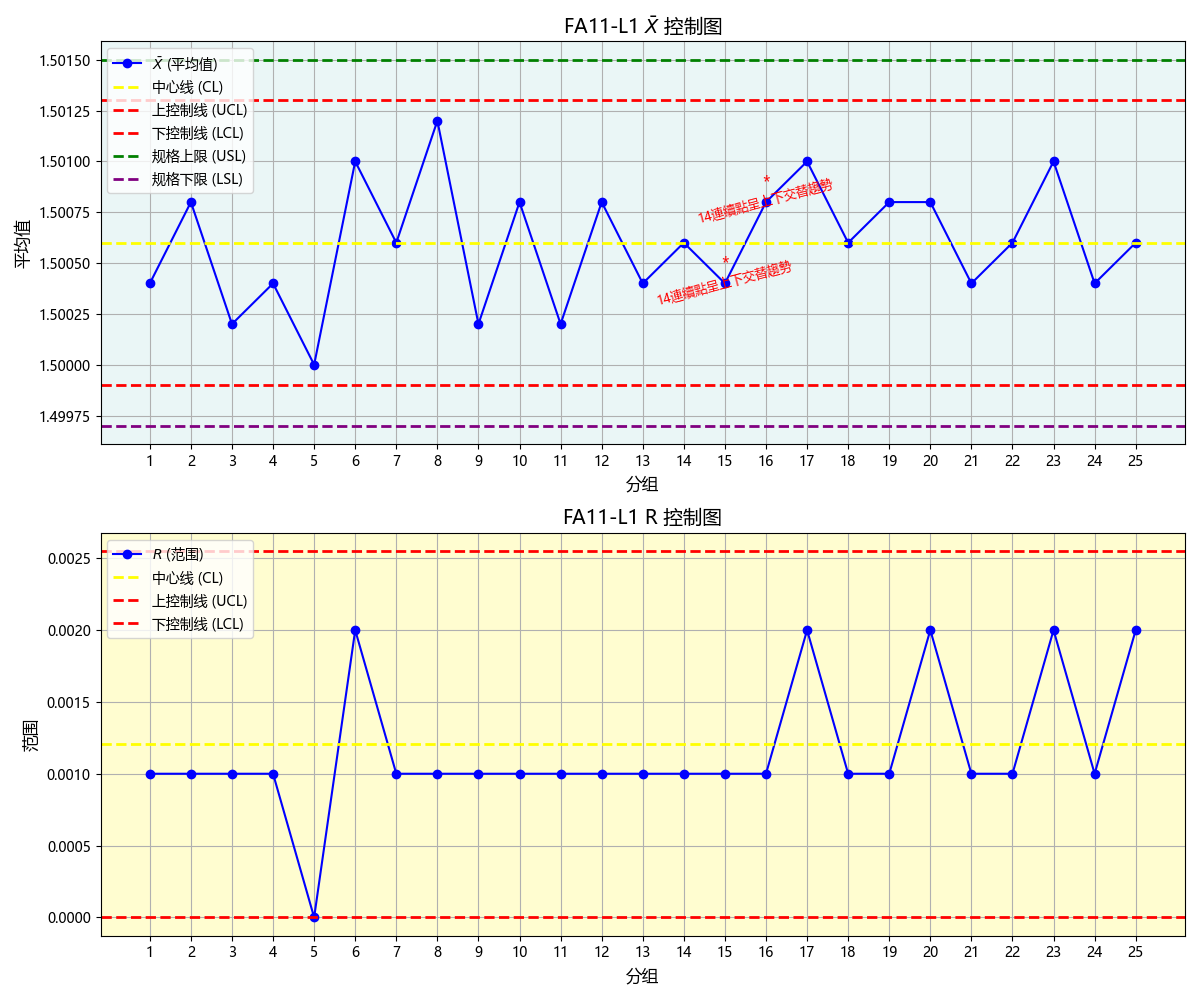 FA11-L1 X̄ 控制图
平均值
1.50150
1.50125
1.50100
1.50075
1.50050
1.50025
1.50000
1.49975
X̄ (平均值)
中心线 (CL)
上控制线 (UCL)
下控制线 (LCL)
规格上限 (USL)
规格下限 (LSL)
*
14連續點呈上下交替趨勢
*
14連續點呈上下交替趨勢
1 2 3 4 5 6 7 8 9 10 11 12 13 14 15 16 17 18 19 20 21 22 23 24 25
分组
FA11-L1 R 控制图
范围
0.0025
0.0020
0.0015
0.0010
0.0005
0.0000
R (范围)
中心线 (CL)
上控制线 (UCL)
下控制线 (LCL)
1 2 3 4 5 6 7 8 9 10 11 12 13 14 15 16 17 18 19 20 21 22 23 24 25
分组